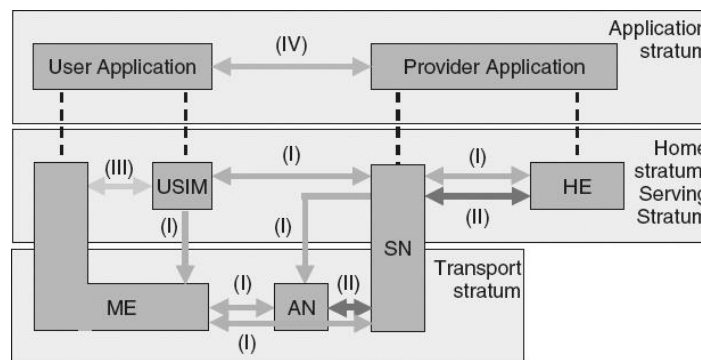 Application
stratum
User Application
(IV)
Provider Application
Home
stratum/
Serving
Stratum
(III)
USIM
(I)
(I)
HE
(II)
(I)
(I)
SN
Transport
stratum
ME
(I)
AN
(II)
(I)